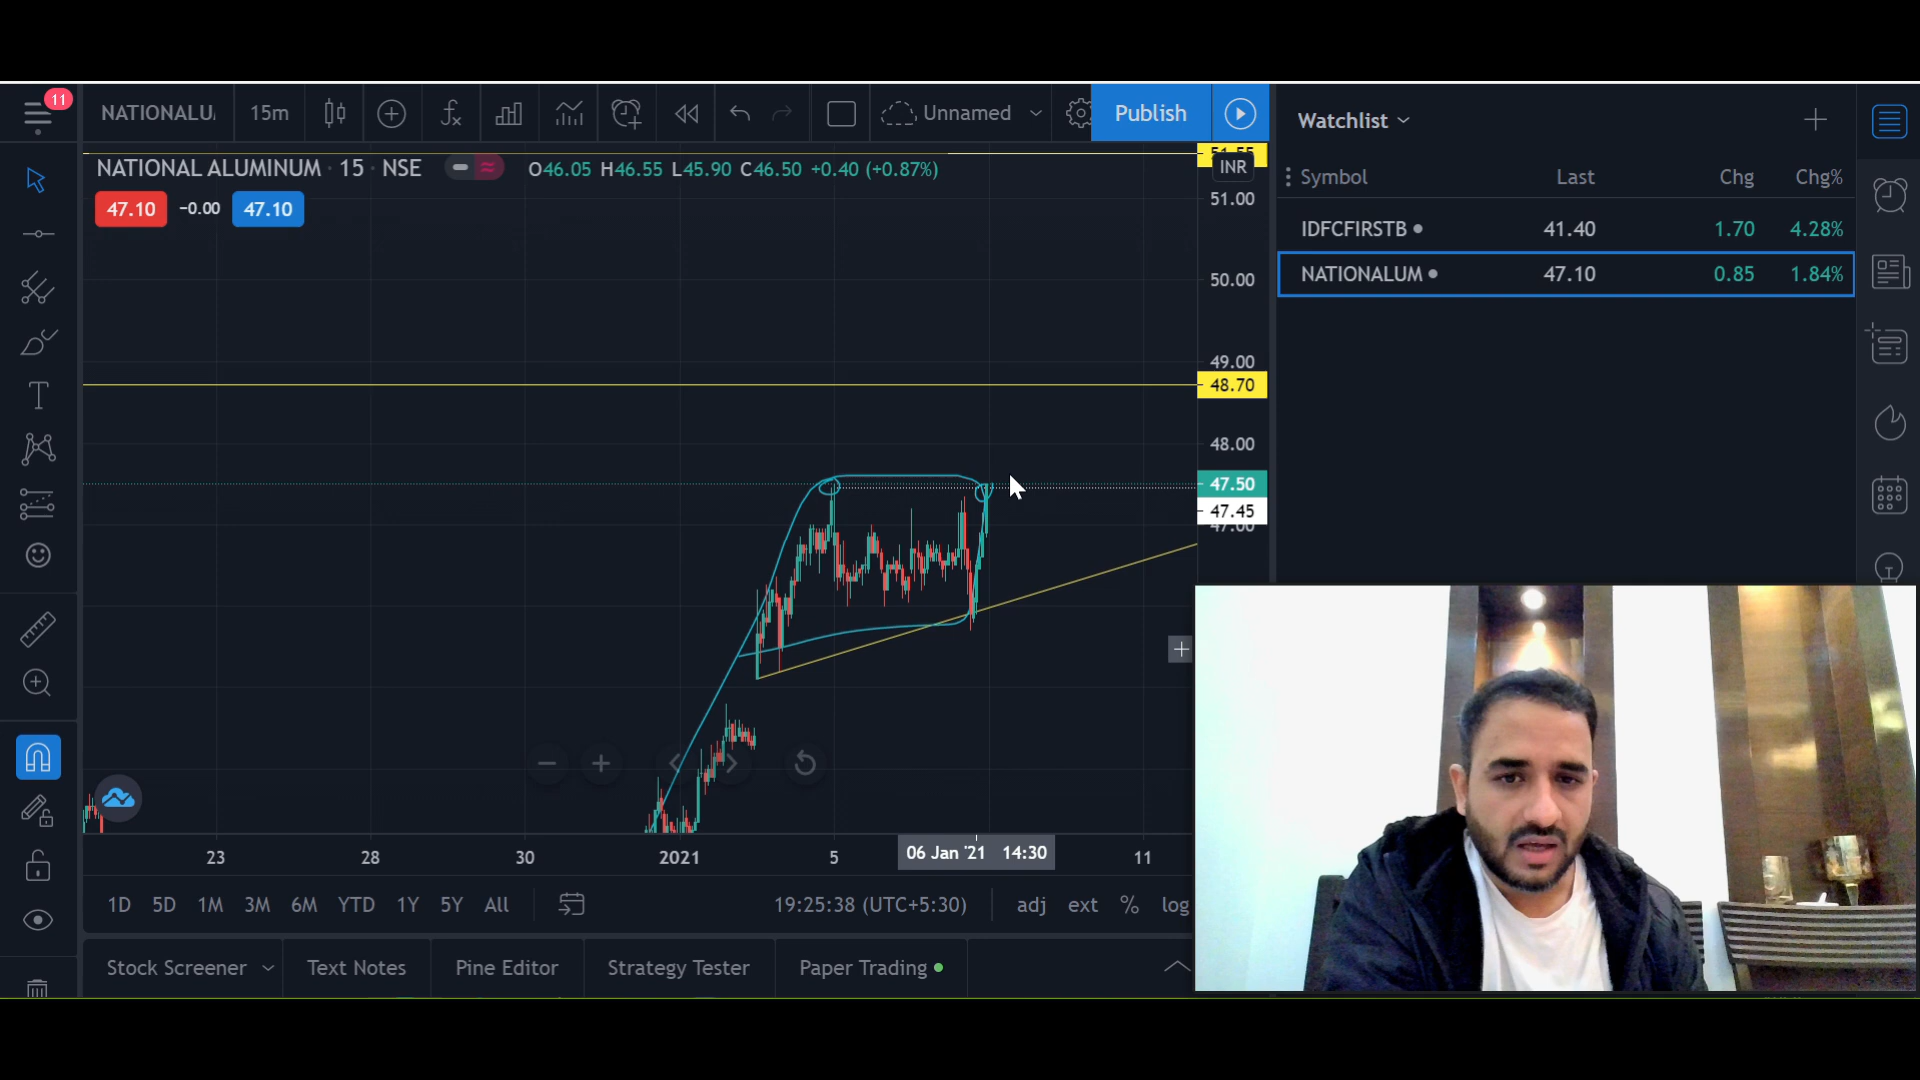 11
NATIONALU
15m
Unnamed
Publish
NATIONAL ALUMINUM · 15 · NSE
O46.05 H46.55 L45.90 C46.50 +0.40 (+0.87%)
47.10 −0.00 47.10
51.55
INR
51.00
50.00
49.00
48.70
48.00
47.50
47.45
47.00
23 28 30 2021 5 06 Jan '21 14:30 11
1D 5D 1M 3M 6M YTD 1Y 5Y All
19:25:38 (UTC+5:30) adj ext % log
Stock Screener Text Notes Pine Editor Strategy Tester Paper Trading
Watchlist
Symbol Last Chg Chg%
IDFCFIRSTB 41.40 1.70 4.28%
NATIONALUM 47.10 0.85 1.84%